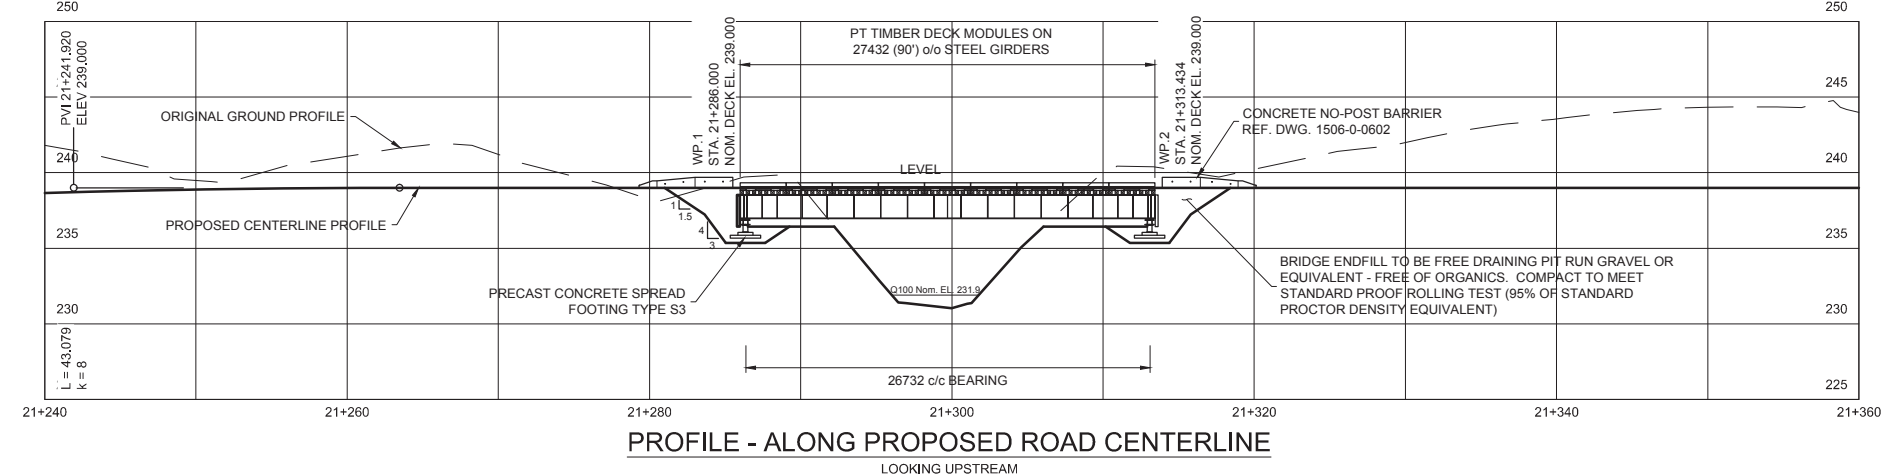 250
250
PVI 21+241.920
ELEV 239.000
ORIGINAL GROUND PROFILE
WP.1
STA. 21+286.000
NOM. DECK EL. 239.000
PT TIMBER DECK MODULES ON
27432 (90') o/o STEEL GIRDERS
WP.2
STA. 21+313.434
NOM. DECK EL. 239.000
CONCRETE NO-POST BARRIER
REF. DWG. 1506-0-0602
245
240
LEVEL
240
1
1.5
4
3
PROPOSED CENTERLINE PROFILE
235
235
PRECAST CONCRETE SPREAD
FOOTING TYPE S3
Q100 Nom. EL. 231.9
BRIDGE ENDFILL TO BE FREE DRAINING PIT RUN GRAVEL OR
EQUIVALENT - FREE OF ORGANICS. COMPACT TO MEET
STANDARD PROOF ROLLING TEST (95% OF STANDARD
PROCTOR DENSITY EQUIVALENT)
230
230
L = 43.079
k = 8
26732 c/c BEARING
225
21+240
21+260
21+280
21+300
21+320
21+340
21+360
PROFILE - ALONG PROPOSED ROAD CENTERLINE
LOOKING UPSTREAM